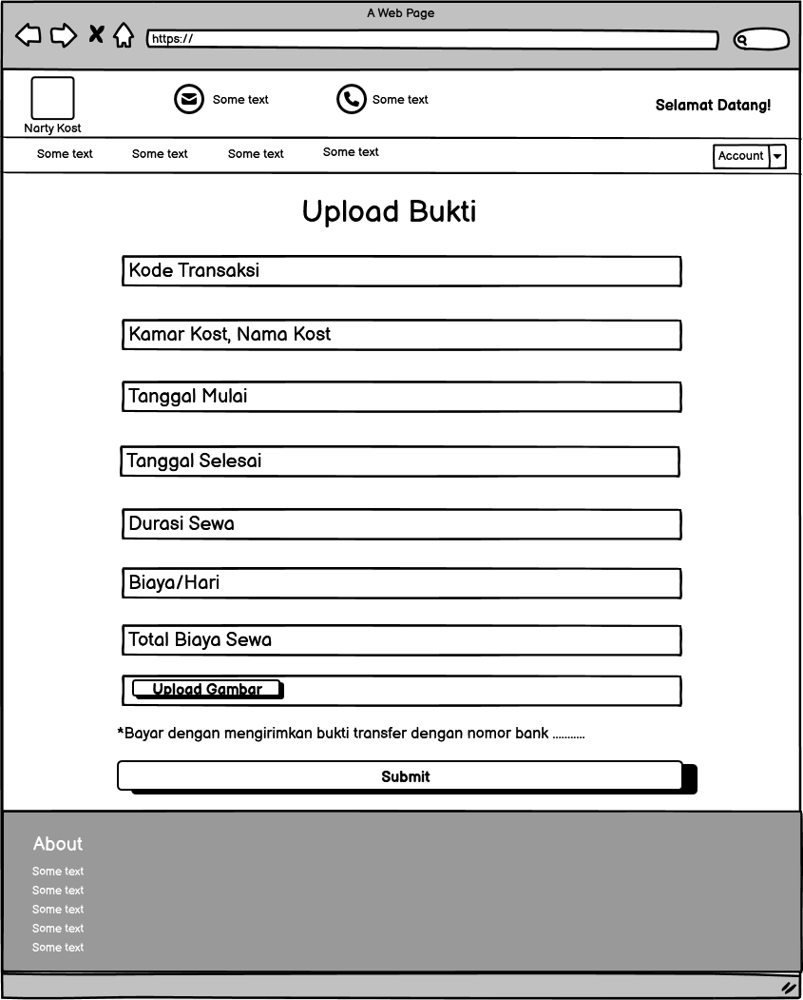 A Web Page
https://
Some text
Some text
Selamat Datang!
Narty Kost
Some text
Some text
Some text
Some text
Account
Upload Bukti
Kode Transaksi
Kamar Kost, Nama Kost
Tanggal Mulai
Tanggal Selesai
Durasi Sewa
Biaya/Hari
Total Biaya Sewa
Upload Gambar
*Bayar dengan mengirimkan bukti transfer dengan nomor bank ...........
Submit
About
Some text
Some text
Some text
Some text
Some text